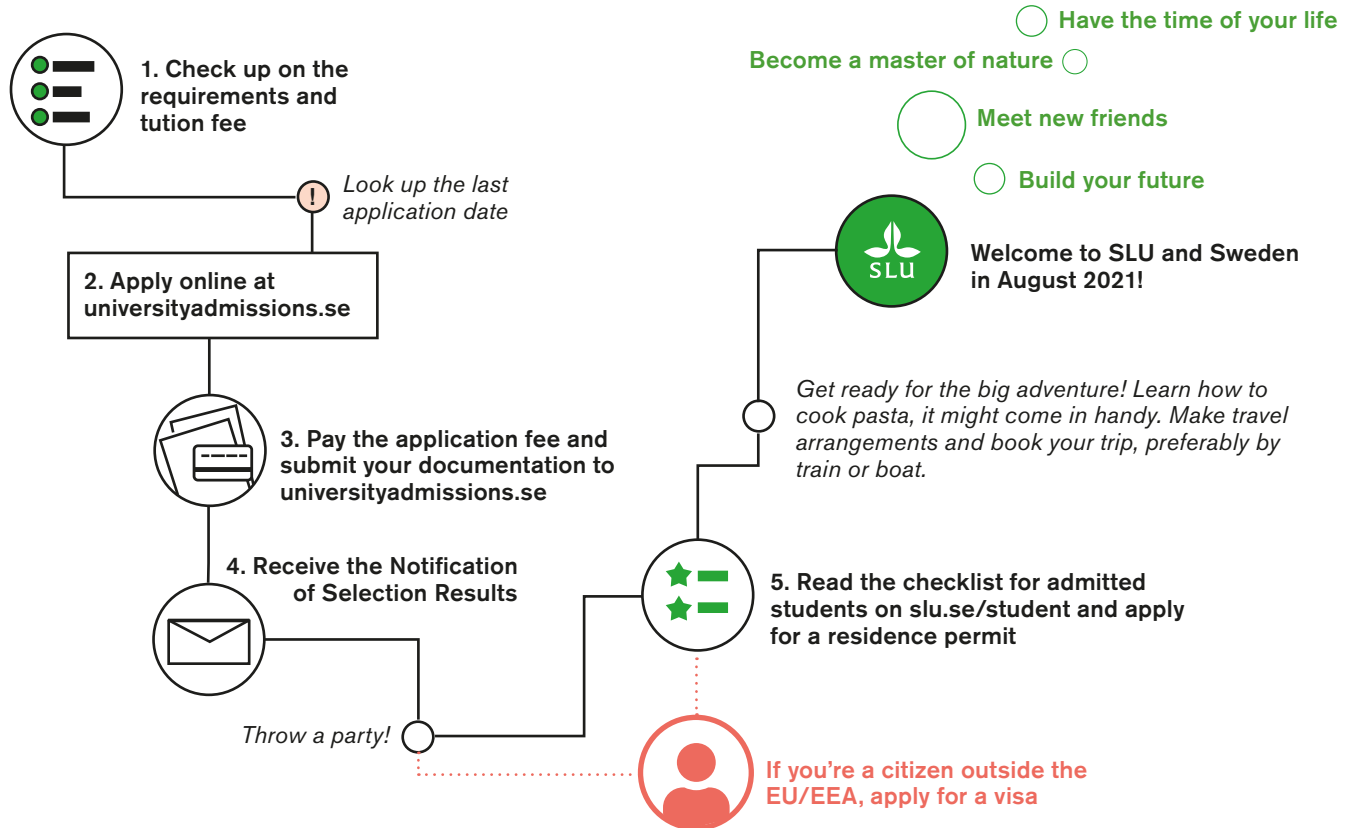 1. Check up on the
requirements and
tution fee
!
Look up the last
application date
2. Apply online at
universityadmissions.se
3. Pay the application fee and
submit your documentation to
universityadmissions.se
4. Receive the Notification
of Selection Results
Throw a party!
If you're a citizen outside the
EU/EEA, apply for a visa
5. Read the checklist for admitted
students on slu.se/student and apply
for a residence permit
Get ready for the big adventure! Learn how to
cook pasta, it might come in handy. Make travel
arrangements and book your trip, preferably by
train or boat.
SLU
Welcome to SLU and Sweden
in August 2021!
Build your future
Meet new friends
Become a master of nature
Have the time of your life